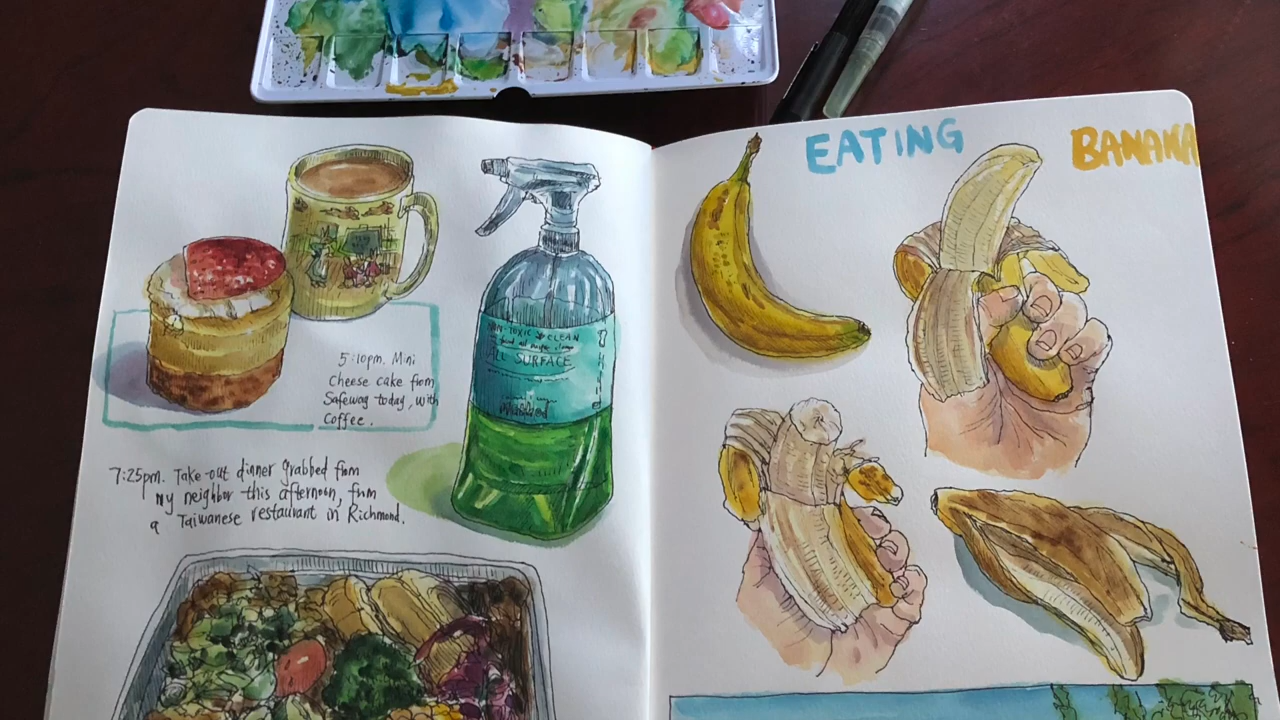 5:10pm. Mini
Cheese cake from
Safeway today, with
Coffee.
7:25pm. Take-out dinner grabbed from
my neighbor this afternoon, from
a Taiwanese restaurant in Richmond.
NON-TOXIC CLEAN
ALL SURFACE
EATING BANANA